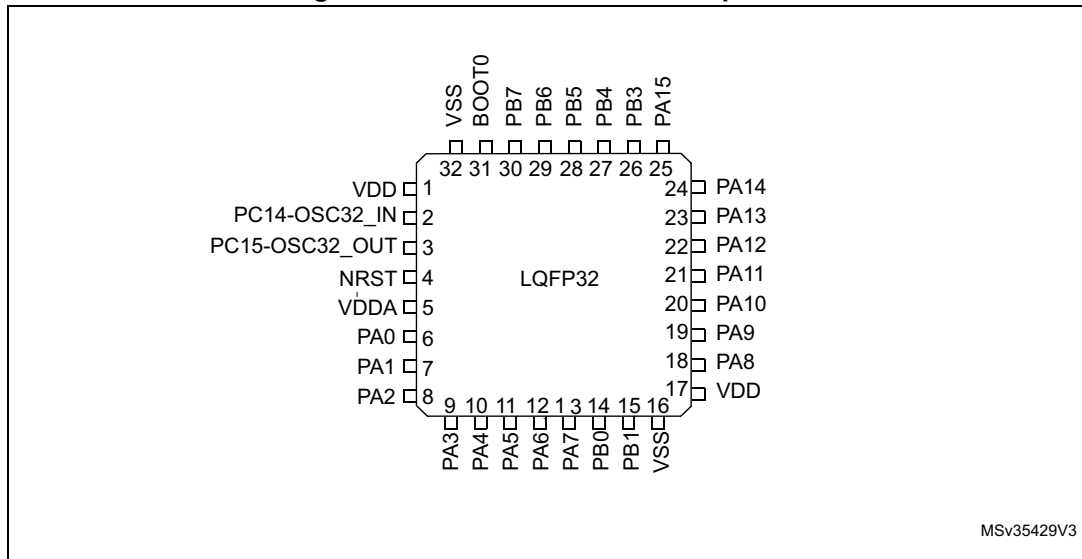 VSS
BOOT0
PB7
PB6
PB5
PB4
PB3
PA15
32 31 30 29 28 27 26 25
VDD 1
PC14-OSC32_IN 2
PC15-OSC32_OUT 3
NRST 4
VDDA 5
PA0 6
PA1 7
PA2 8
LQFP32
24 PA14
23 PA13
22 PA12
21 PA11
20 PA10
19 PA9
18 PA8
17 VDD
9 10 11 12 13 14 15 16
PA3
PA4
PA5
PA6
PA7
PB0
PB1
VSS
MSv35429V3